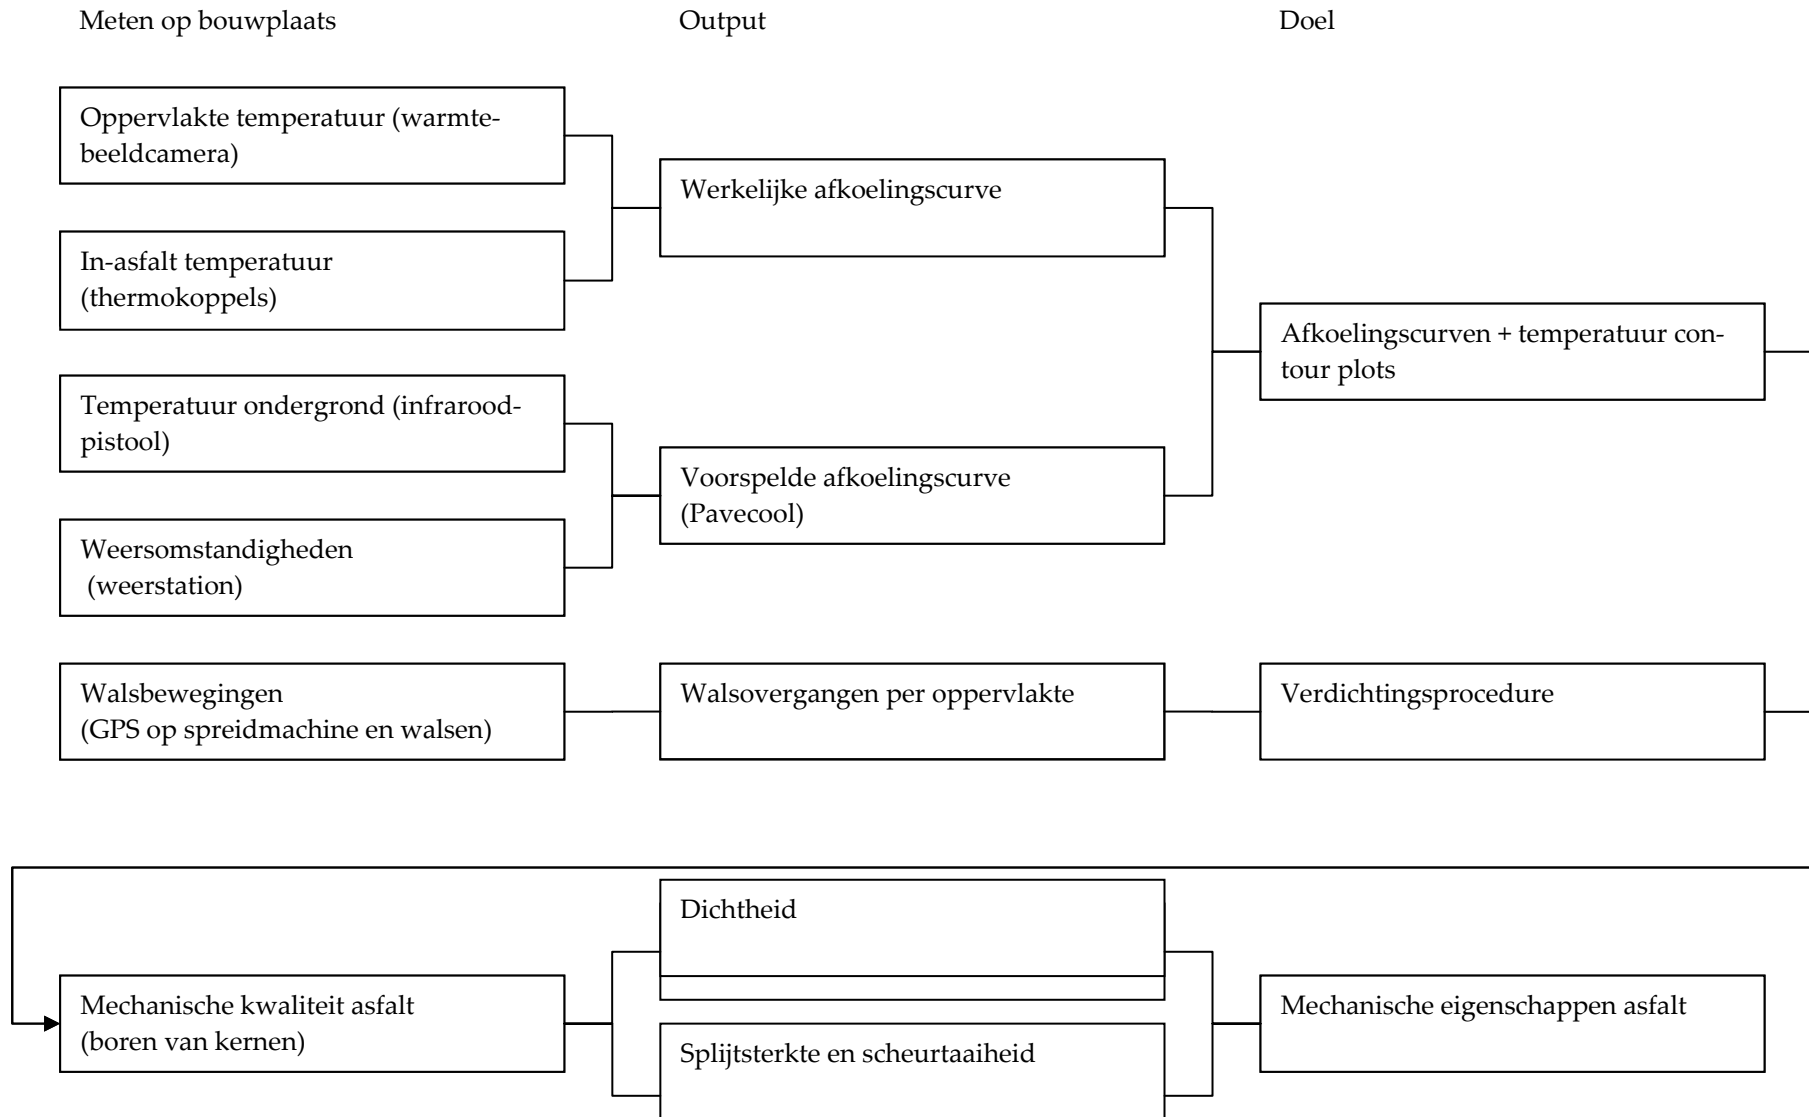 Meten op bouwplaats
Output
Doel
Oppervlakte temperatuur (warmte-
beeldcamera)
Werkelijke afkoelingscurve
In-asfalt temperatuur
(thermokoppels)
Afkoelingscurven + temperatuur con-
tour plots
Temperatuur ondergrond (infrarood-
pistool)
Voorspelde afkoelingscurve
(Pavecool)
Weersomstandigheden
(weerstation)
Walsbewegingen
(GPS op spreidmachine en walsen)
Walsovergangen per oppervlakte
Verdichtingsprocedure
Dichtheid
Mechanische kwaliteit asfalt
(boren van kernen)
Mechanische eigenschappen asfalt
Splijtsterkte en scheurtaaiheid